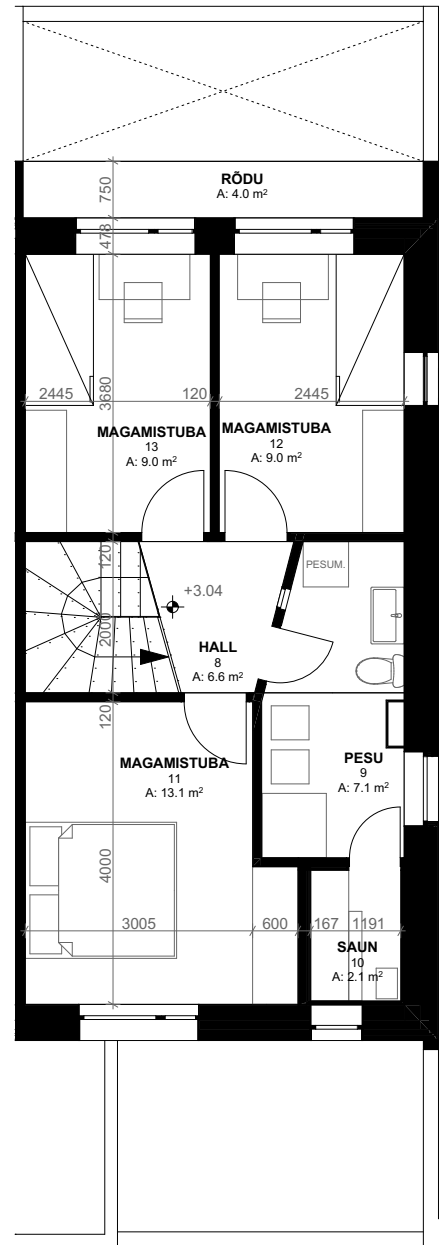 RÕDU
A: 4.0 m²
750
478
2445
3680
120
2445
MAGAMISTUBA
13
A: 9.0 m²
MAGAMISTUBA
12
A: 9.0 m²
120
PESUM.
+3.04
2000
HALL
8
A: 6.6 m²
120
MAGAMISTUBA
11
A: 13.1 m²
PESU
9
A: 7.1 m²
4000
3005
600
167
1191
SAUN
10
A: 2.1 m²